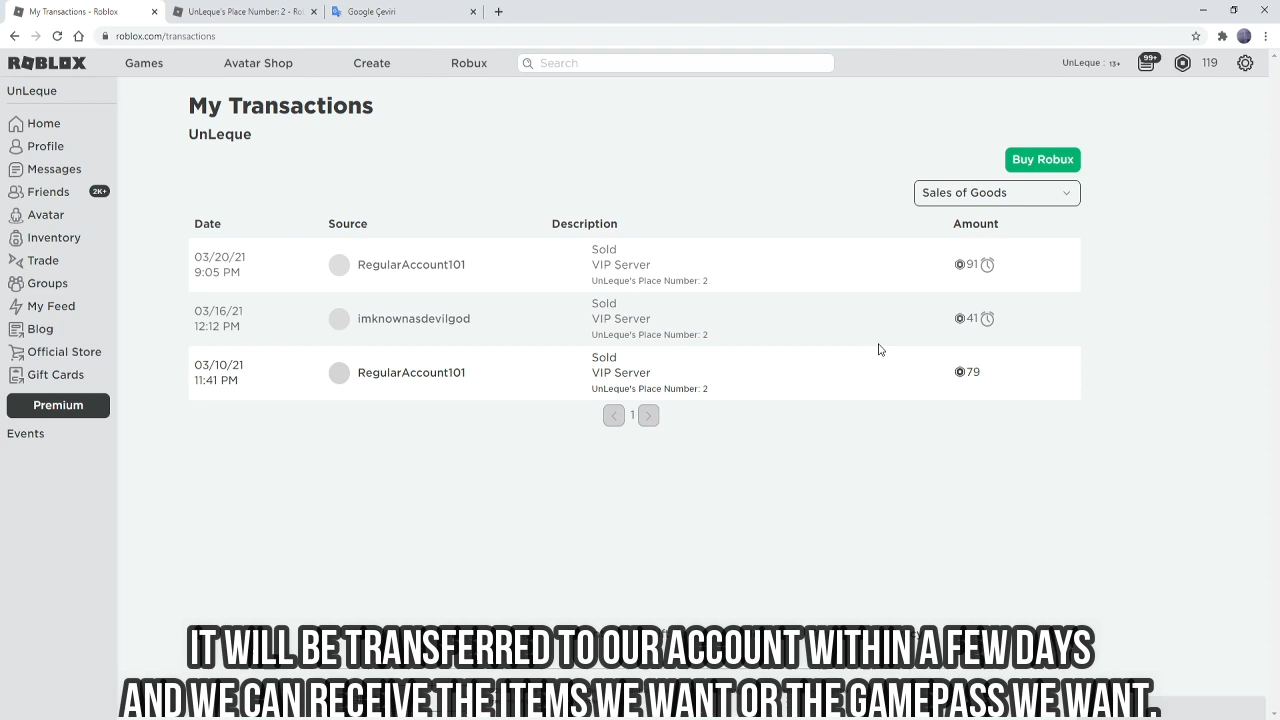 My Transactions - Roblox
UnLeque's Place Number: 2 - Ro
Google Çeviri
roblox.com/transactions
ROBLOX
Games
Avatar Shop
Create
Robux
Search
UnLeque : 13+
99+
119
UnLeque
Home
Profile
Messages
Friends
2K+
Avatar
Inventory
Trade
Groups
My Feed
Blog
Official Store
Gift Cards
Premium
Events
My Transactions
UnLeque
Buy Robux
Sales of Goods
Date Source Description Amount
03/20/21
9:05 PM
RegularAccount101
Sold
VIP Server
UnLeque's Place Number: 2
91
03/16/21
12:12 PM
imknownasdevilgod
Sold
VIP Server
UnLeque's Place Number: 2
41
03/10/21
11:41 PM
RegularAccount101
Sold
VIP Server
UnLeque's Place Number: 2
79
1
IT WILL BE TRANSFERRED TO OUR ACCOUNT WITHIN A FEW DAYS
AND WE CAN RECEIVE THE ITEMS WE WANT OR THE GAMEPASS WE WANT.